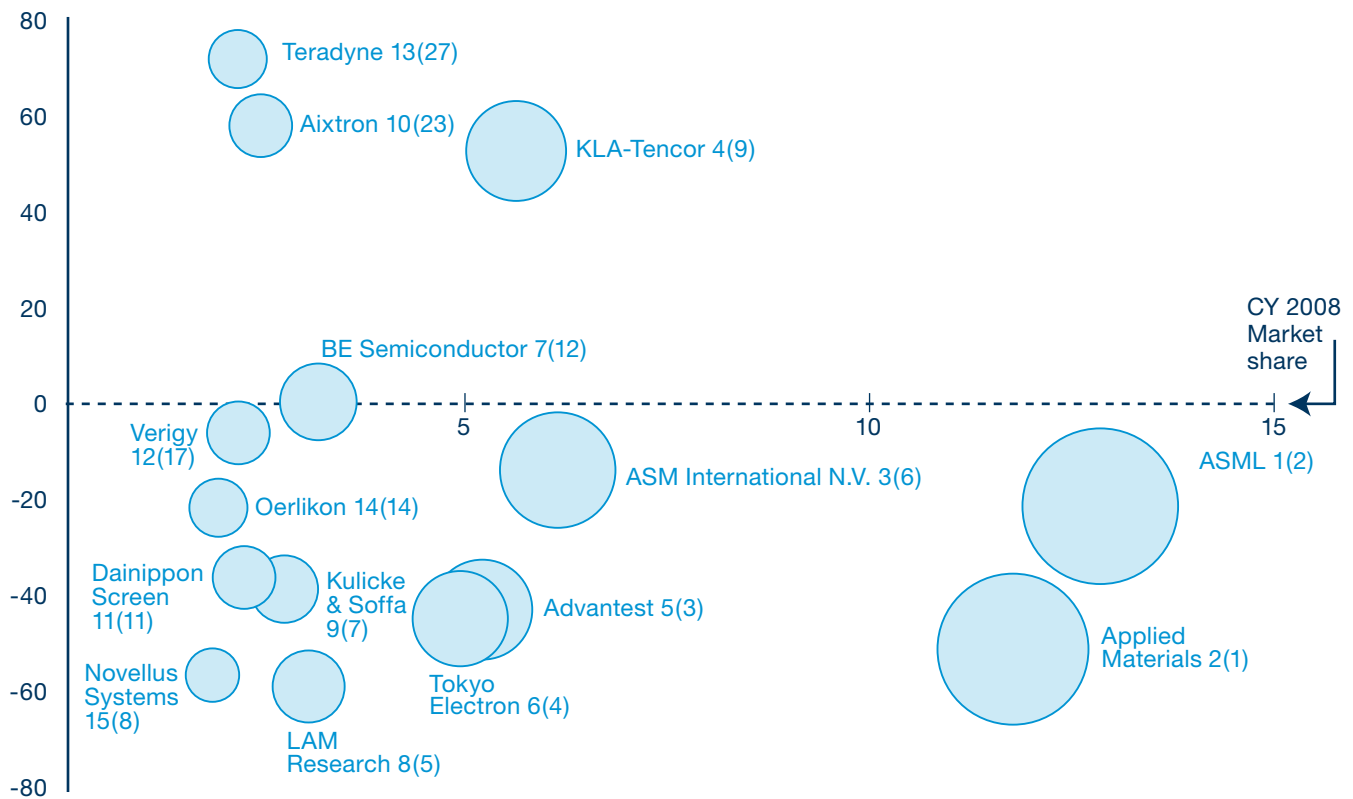 80
Teradyne 13(27)
60
Aixtron 10(23)
KLA-Tencor 4(9)
40
20
CY 2008
Market
share
BE Semiconductor 7(12)
0
5
10
15
Verigy
12(17)
ASML 1(2)
ASM International N.V. 3(6)
-20
Oerlikon 14(14)
Dainippon
Screen
11(11)
Kulicke
& Soffa
9(7)
-40
Advantest 5(3)
Applied
Materials 2(1)
Novellus
Systems
15(8)
-60
Tokyo
Electron 6(4)
LAM
Research 8(5)
-80